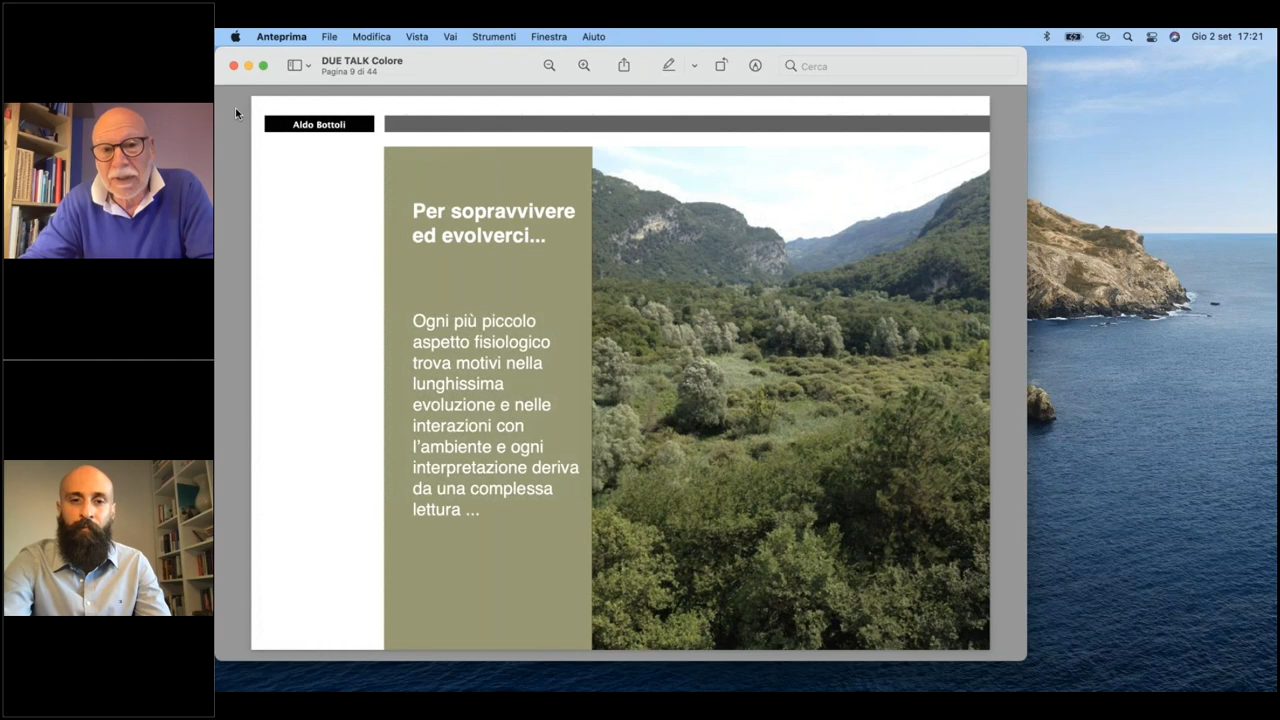 Anteprima File Modifica Vista Vai Strumenti Finestra Aiuto
Gio 2 set 17:21
DUE TALK Colore
Pagina 9 di 44
Cerca
Aldo Bottoli
Per sopravvivere
ed evolverci...
Ogni più piccolo
aspetto fisiologico
trova motivi nella
lunghissima
evoluzione e nelle
interazioni con
l'ambiente e ogni
interpretazione deriva
da una complessa
lettura ...